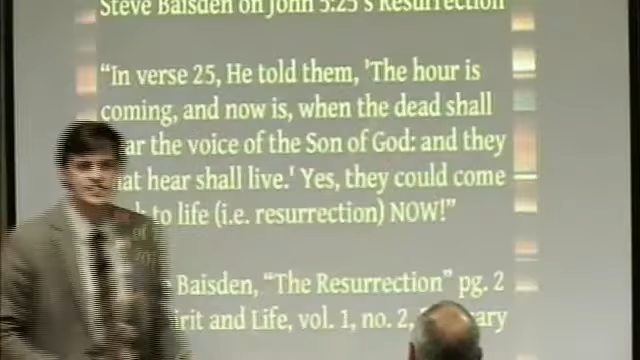 Steve Baisden on John 5:25's Resurrection
“In verse 25, He told them, 'The hour is
coming, and now is, when the dead shall
ar the voice of the Son of God: and they
at hear shall live.' Yes, they could come
to life (i.e. resurrection) NOW!”
Baisden, “The Resurrection” pg. 2
irit and Life, vol. 1, no. 2, ary